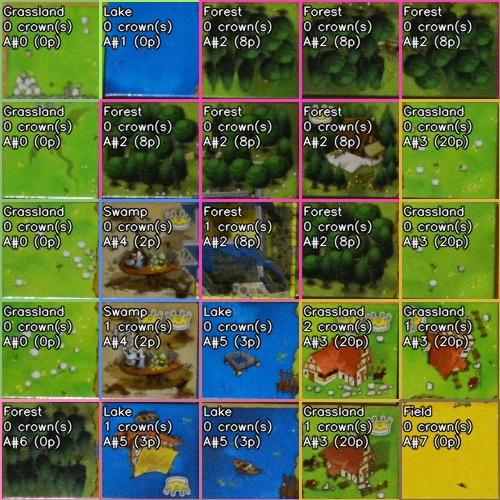 Grassland
0 crown(s)
A#0 (0p)
Lake
0 crown(s)
A#1 (0p)
Forest
0 crown(s)
A#2 (8p)
Forest
0 crown(s)
A#2 (8p)
Forest
0 crown(s)
A#2 (8p)
Grassland
0 crown(s)
A#0 (0p)
Forest
0 crown(s)
A#2 (8p)
Forest
0 crown(s)
A#2 (8p)
Forest
0 crown(s)
A#2 (8p)
Grassland
0 crown(s)
A#3 (20p)
Grassland
0 crown(s)
A#0 (0p)
Swamp
0 crown(s)
A#4 (2p)
Forest
1 crown(s)
A#2 (8p)
Forest
0 crown(s)
A#2 (8p)
Grassland
0 crown(s)
A#3 (20p)
Grassland
0 crown(s)
A#0 (0p)
Swamp
1 crown(s)
A#4 (2p)
Lake
0 crown(s)
A#5 (3p)
Grassland
2 crown(s)
A#3 (20p)
Grassland
1 crown(s)
A#3 (20p)
Forest
0 crown(s)
A#6 (0p)
Lake
1 crown(s)
A#5 (3p)
Lake
0 crown(s)
A#5 (3p)
Grassland
1 crown(s)
A#3 (20p)
Field
0 crown(s)
A#7 (0p)